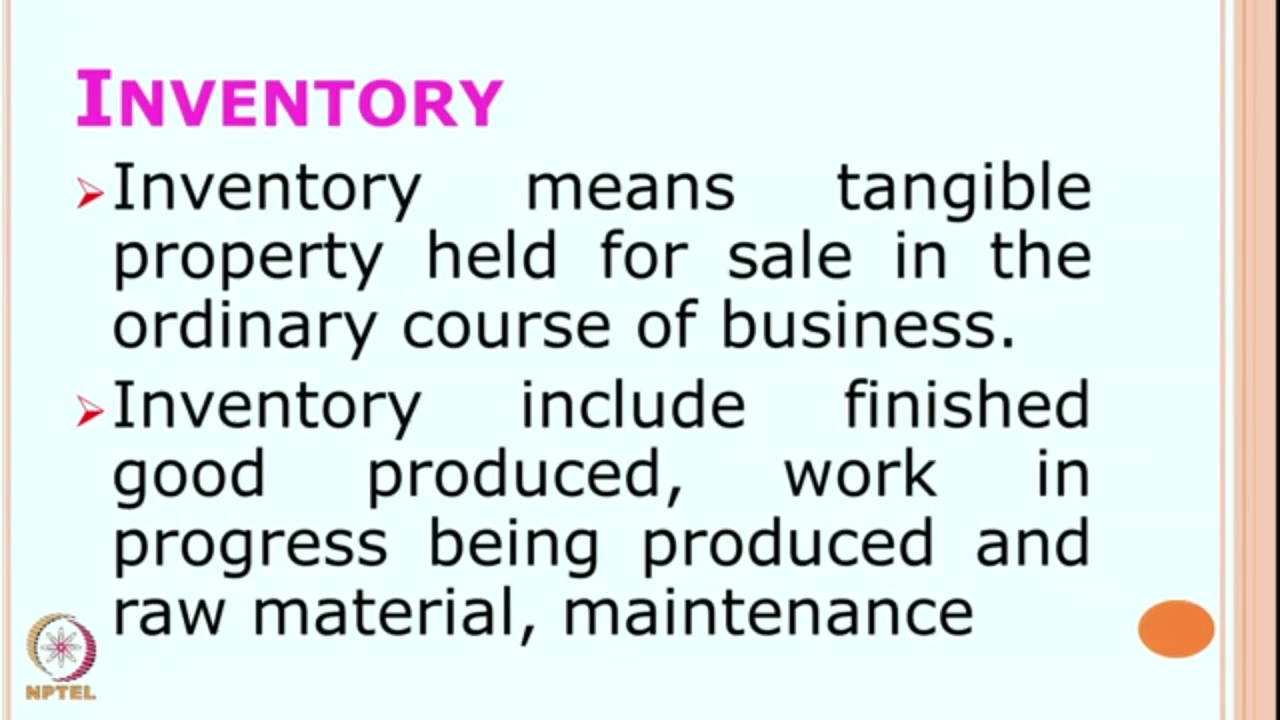 INVENTORY
Inventory means tangible
property held for sale in the
ordinary course of business.
Inventory include finished
good produced, work in
progress being produced and
raw material, maintenance
NPTEL